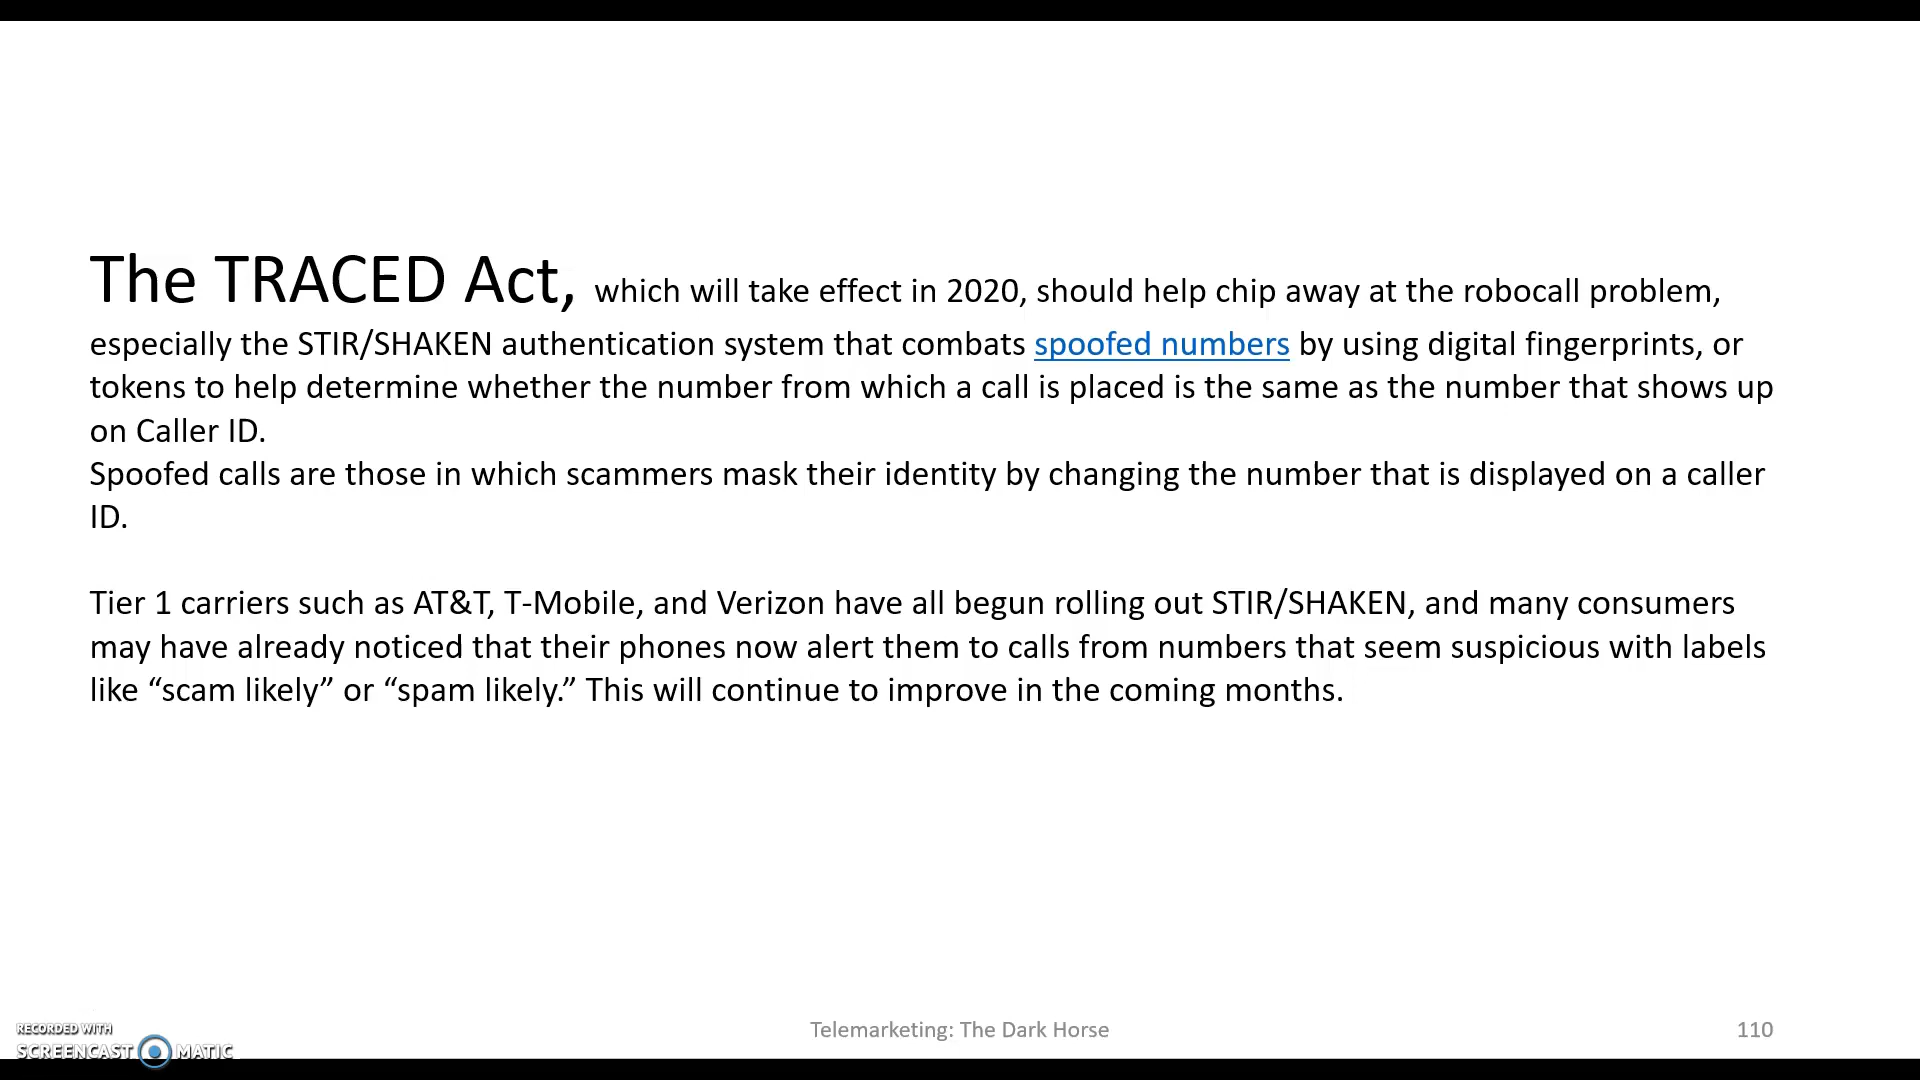 The TRACED Act, which will take effect in 2020, should help chip away at the robocall problem,
especially the STIR/SHAKEN authentication system that combats spoofed numbers by using digital fingerprints, or
tokens to help determine whether the number from which a call is placed is the same as the number that shows up
on Caller ID.
Spoofed calls are those in which scammers mask their identity by changing the number that is displayed on a caller
ID.
Tier 1 carriers such as AT&T, T-Mobile, and Verizon have all begun rolling out STIR/SHAKEN, and many consumers
may have already noticed that their phones now alert them to calls from numbers that seem suspicious with labels
like “scam likely” or “spam likely.” This will continue to improve in the coming months.
Telemarketing: The Dark Horse
110
RECORDED WITH
SCREENCAST MATIC